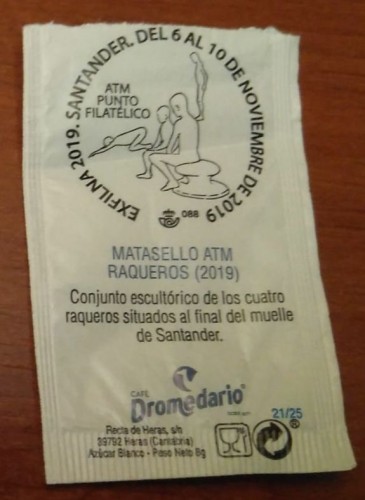 EXFILNA 2019. SANTANDER. DEL 6 AL 10 DE NOVIEMBRE DE 2019
ATM
PUNTO
FILATÉLICO
088
MATASELLO ATM
RAQUEROS (2019)
Conjunto escultórico de los cuatro
raqueros situados al final del muelle
de Santander.
CAFÉ
Dromedario®
21/25
Recta de Heras, s/n
39792 Heras (Cantabria)
Azúcar Blanco - Peso Neto 8g
®